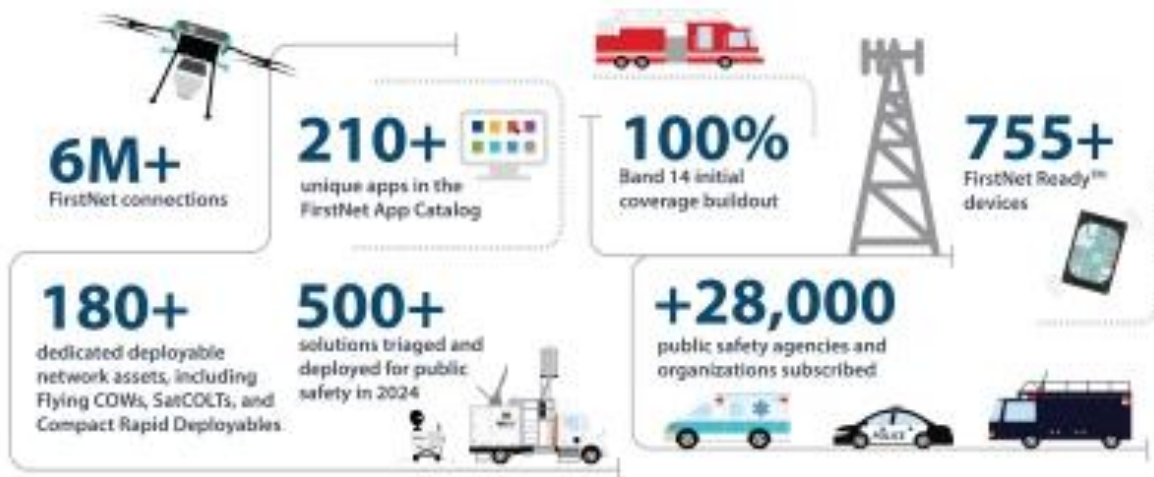 6M+
FirstNet connections
210+
unique apps in the
FirstNet App Catalog
100%
Band 14 initial
coverage buildout
755+
FirstNet Ready℠
devices
180+
dedicated deployable
network assets, including
Flying COWs, SatCOLTs, and
Compact Rapid Deployables
500+
solutions triaged and
deployed for public
safety in 2024
+28,000
public safety agencies and
organizations subscribed
POLICE